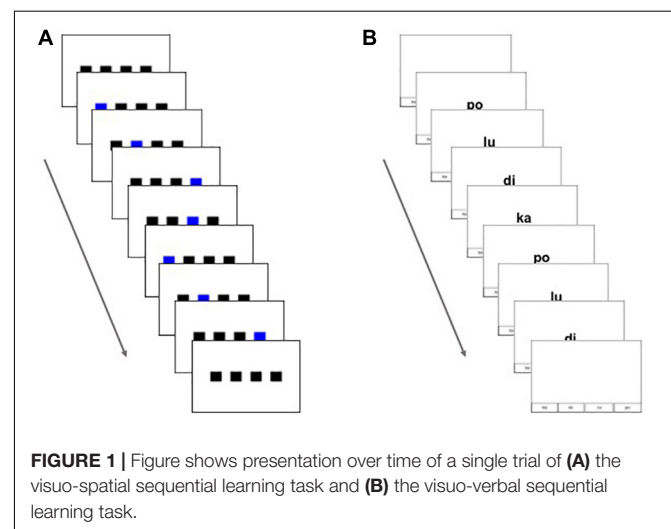 A
B
po
lu
di
ka
po
lu
di
FIGURE 1 | Figure shows presentation over time of a single trial of (A) the
visuo-spatial sequential learning task and (B) the visuo-verbal sequential
learning task.